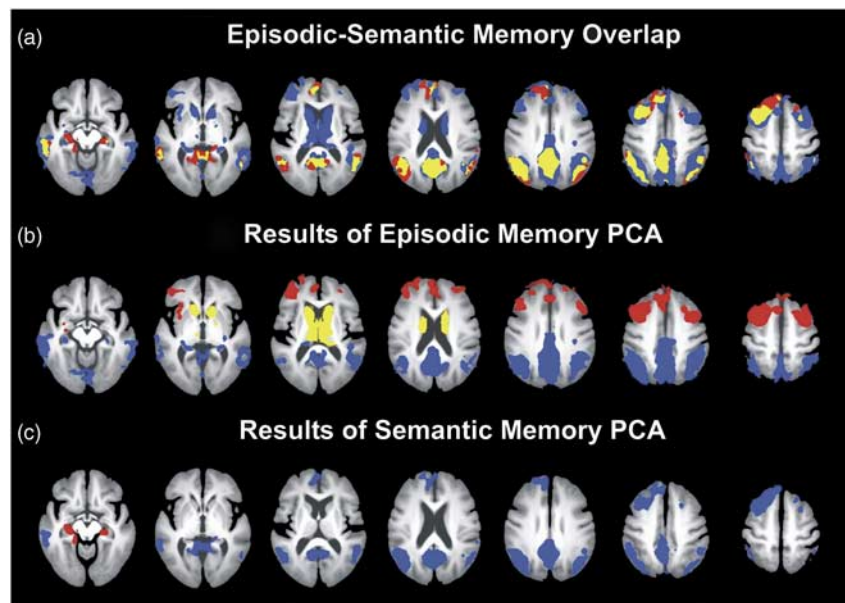 (a) Episodic-Semantic Memory Overlap
(b) Results of Episodic Memory PCA
(c) Results of Semantic Memory PCA